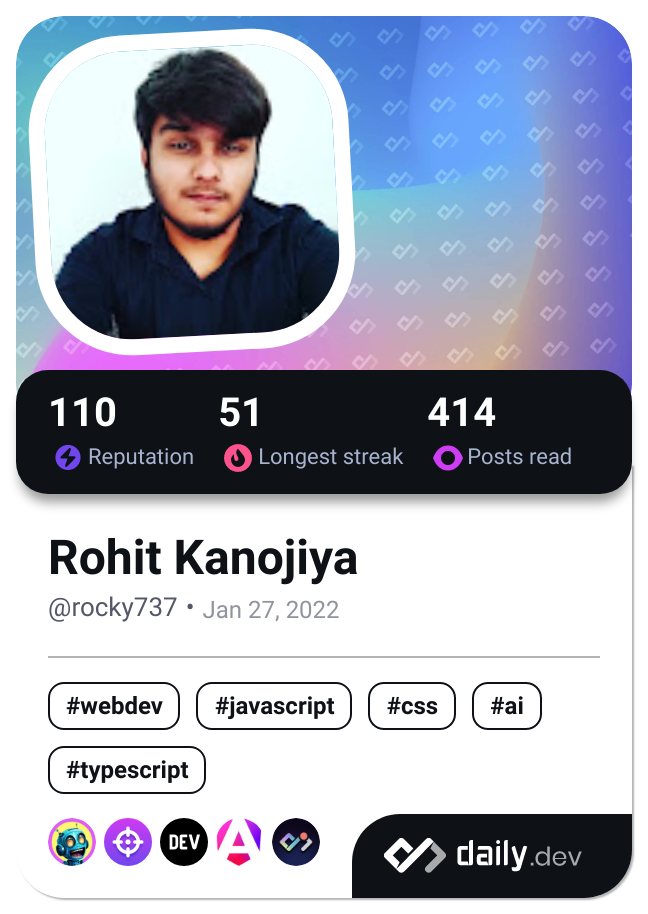 110 51 414
Reputation Longest streak Posts read
Rohit Kanojiya
@rocky737 • Jan 27, 2022
#webdev #javascript #css #ai
#typescript
DEV
daily.dev